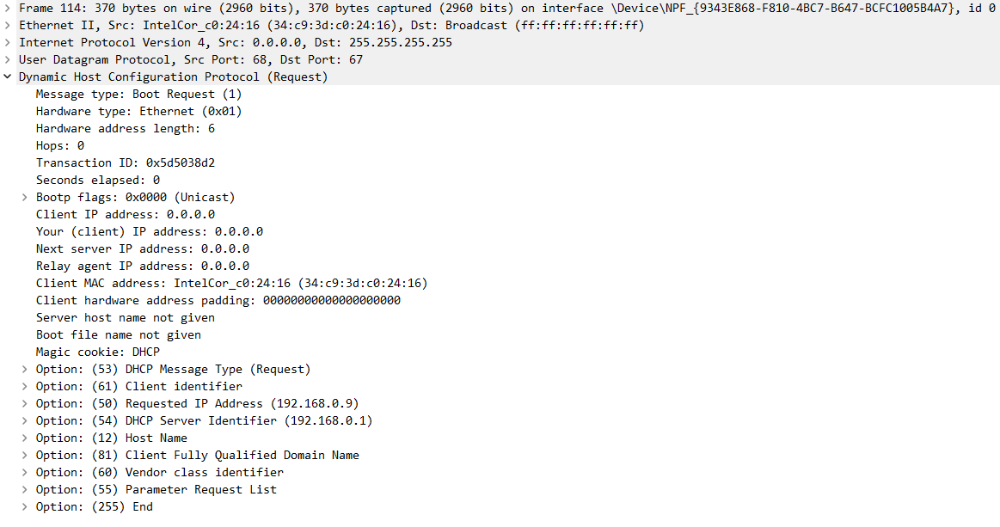 Frame 114: 370 bytes on wire (2960 bits), 370 bytes captured (2960 bits) on interface \Device\NPF_{9343E868-F810-4BC7-B647-BCFC1005B4A7}, id 0
Ethernet II, Src: IntelCor_c0:24:16 (34:c9:3d:c0:24:16), Dst: Broadcast (ff:ff:ff:ff:ff:ff)
Internet Protocol Version 4, Src: 0.0.0.0, Dst: 255.255.255.255
User Datagram Protocol, Src Port: 68, Dst Port: 67
Dynamic Host Configuration Protocol (Request)
Message type: Boot Request (1)
Hardware type: Ethernet (0x01)
Hardware address length: 6
Hops: 0
Transaction ID: 0x5d5038d2
Seconds elapsed: 0
Bootp flags: 0x0000 (Unicast)
Client IP address: 0.0.0.0
Your (client) IP address: 0.0.0.0
Next server IP address: 0.0.0.0
Relay agent IP address: 0.0.0.0
Client MAC address: IntelCor_c0:24:16 (34:c9:3d:c0:24:16)
Client hardware address padding: 00000000000000000000
Server host name not given
Boot file name not given
Magic cookie: DHCP
Option: (53) DHCP Message Type (Request)
Option: (61) Client identifier
Option: (50) Requested IP Address (192.168.0.9)
Option: (54) DHCP Server Identifier (192.168.0.1)
Option: (12) Host Name
Option: (81) Client Fully Qualified Domain Name
Option: (60) Vendor class identifier
Option: (55) Parameter Request List
Option: (255) End